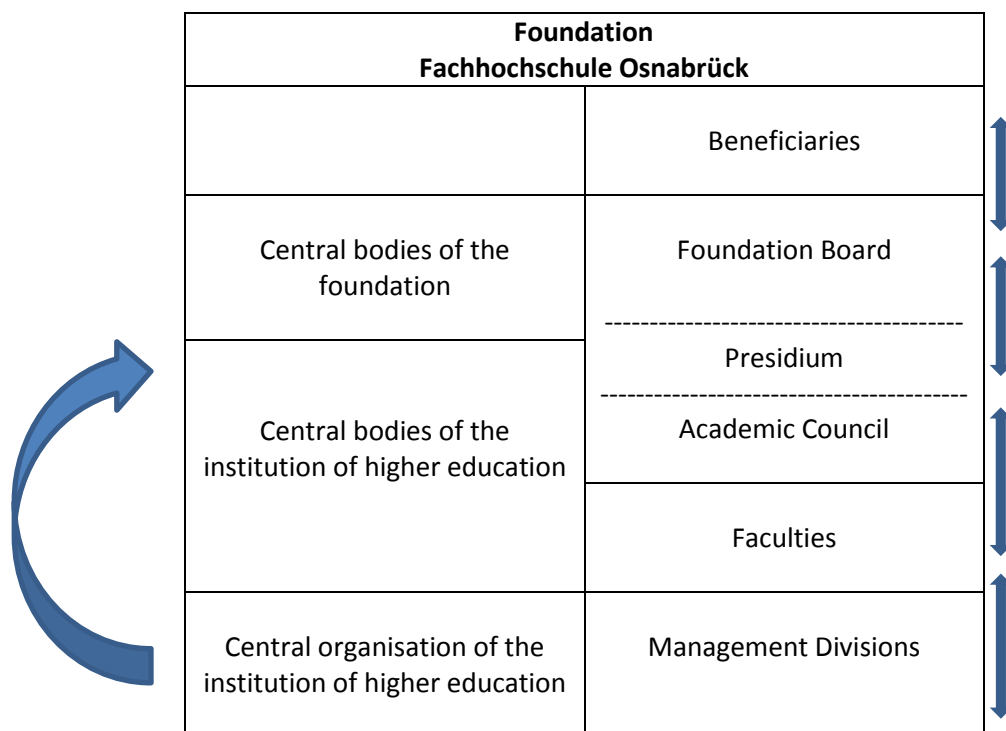 Foundation
Fachhochschule Osnabrück
Beneficiaries
Central bodies of the
foundation
Foundation Board
----------------------------------------
Presidium
-----------------------------------------
Academic Council
Central bodies of the
institution of higher education
Faculties
Central organisation of the
institution of higher education
Management Divisions